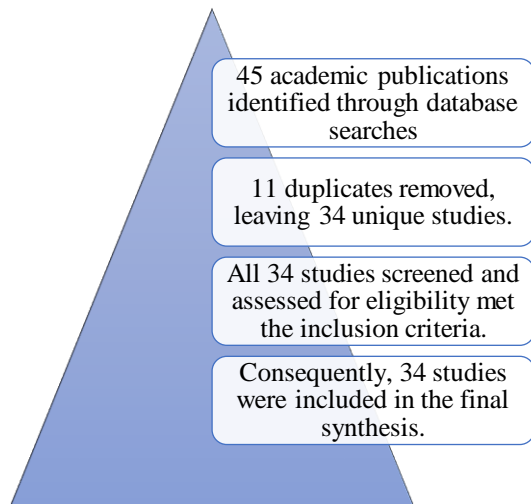 45 academic publications
identified through database
searches
11 duplicates removed,
leaving 34 unique studies.
All 34 studies screened and
assessed for eligibility met
the inclusion criteria.
Consequently, 34 studies
were included in the final
synthesis.